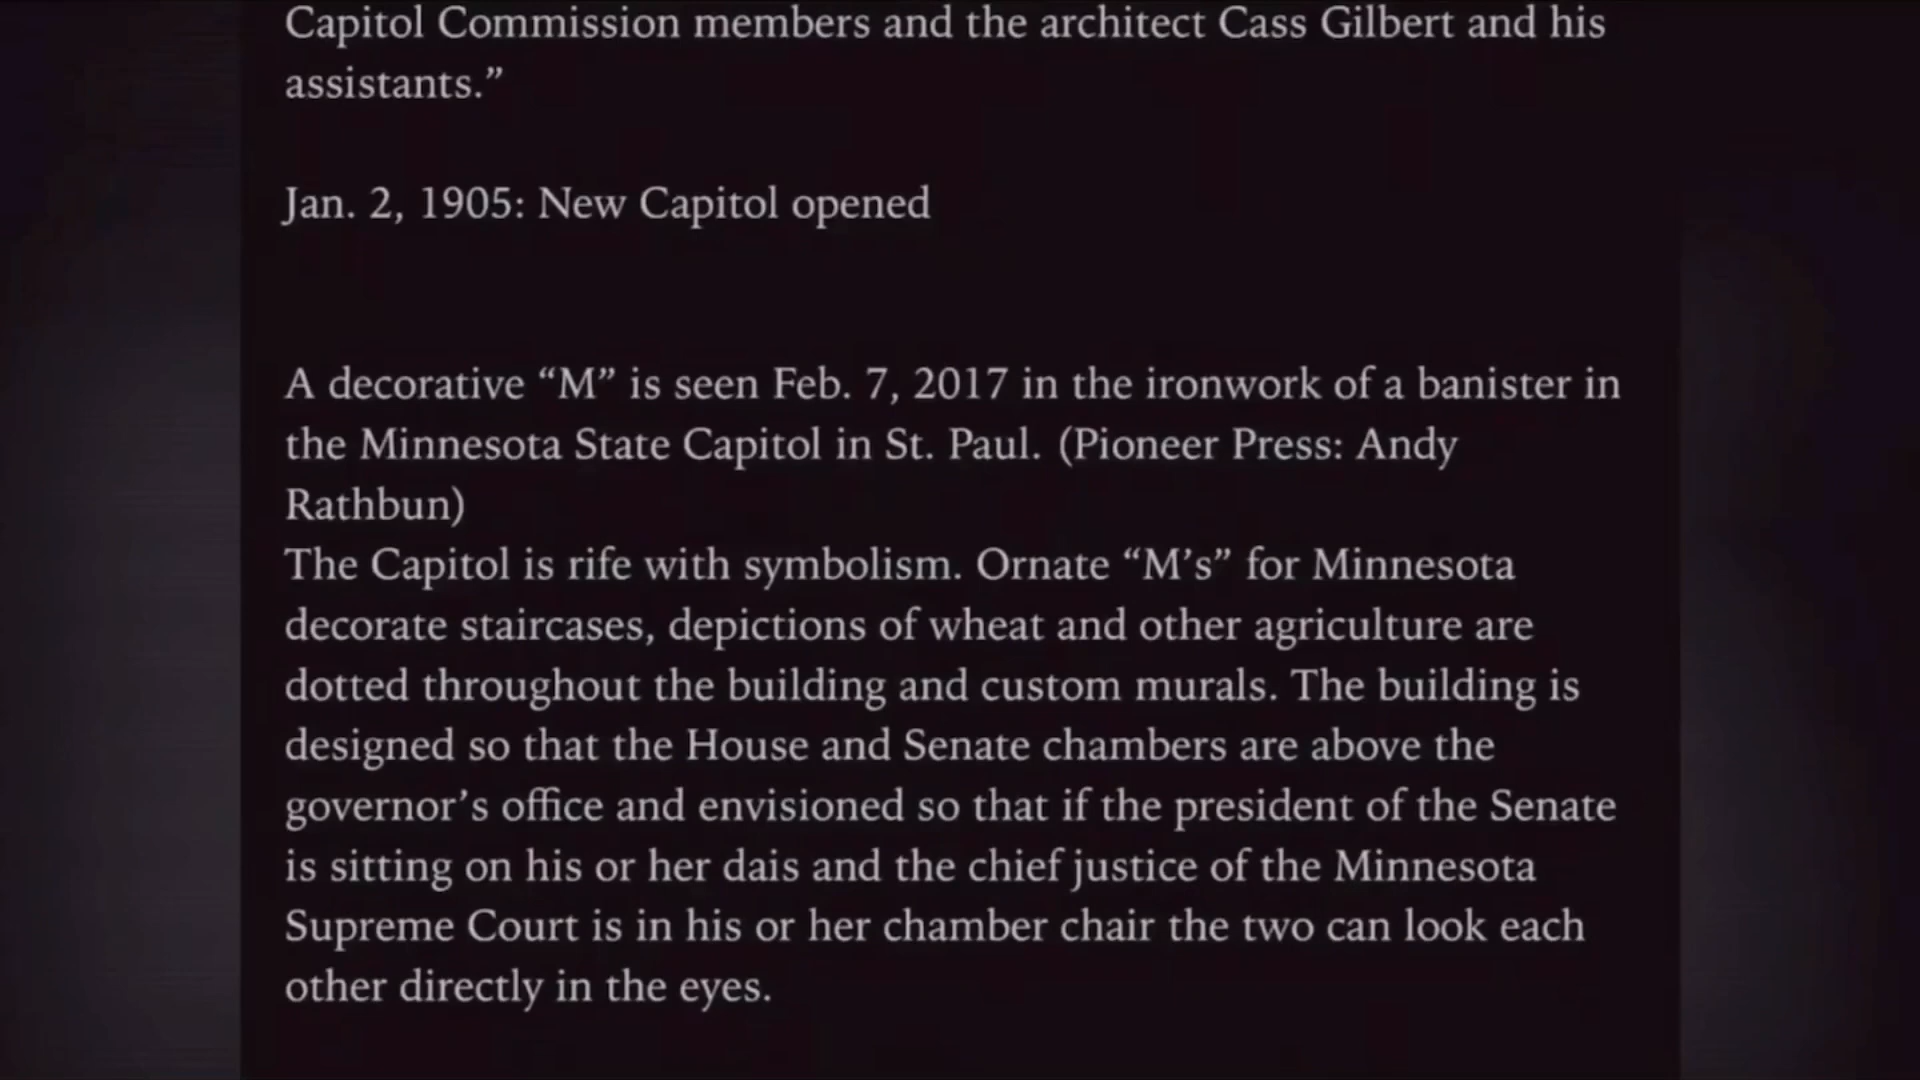 Capitol Commission members and the architect Cass Gilbert and his
assistants.”
Jan. 2, 1905: New Capitol opened
A decorative “M” is seen Feb. 7, 2017 in the ironwork of a banister in
the Minnesota State Capitol in St. Paul. (Pioneer Press: Andy
Rathbun)
The Capitol is rife with symbolism. Ornate “M’s” for Minnesota
decorate staircases, depictions of wheat and other agriculture are
dotted throughout the building and custom murals. The building is
designed so that the House and Senate chambers are above the
governor’s office and envisioned so that if the president of the Senate
is sitting on his or her dais and the chief justice of the Minnesota
Supreme Court is in his or her chamber chair the two can look each
other directly in the eyes.